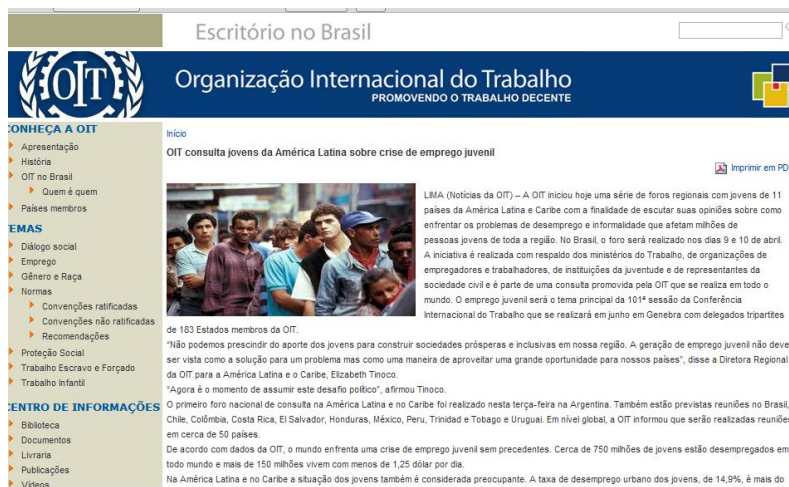 Escritório no Brasil
OIT
Organização Internacional do Trabalho
PROMOVENDO O TRABALHO DECENTE
CONHEÇA A OIT
Apresentação
História
OIT no Brasil
Quem é quem
Países membros
TEMAS
Diálogo social
Emprego
Gênero e Raça
Normas
Convenções ratificadas
Convenções não ratificadas
Recomendações
Proteção Social
Trabalho Escravo e Forçado
Trabalho Infantil
CENTRO DE INFORMAÇÕES
Biblioteca
Documentos
Livraria
Publicações
Vídeos
Início
OIT consulta jovens da América Latina sobre crise de emprego juvenil
Imprimir em PD
LIMA (Notícias da OIT) – A OIT iniciou hoje uma série de foros regionais com jovens de 11
países da América Latina e Caribe com a finalidade de escutar suas opiniões sobre como
enfrentar os problemas de desemprego e informalidade que afetam milhões de
pessoas jovens de toda a região. No Brasil, o foro será realizado nos dias 9 e 10 de abril.
A iniciativa é realizada com respaldo dos ministérios do Trabalho, de organizações de
empregadores e trabalhadores, de instituições da juventude e de representantes da
sociedade civil e é parte de uma consulta promovida pela OIT que se realiza em todo o
mundo. O emprego juvenil será o tema principal da 101ª sessão da Conferência
Internacional do Trabalho que se realizará em junho em Genebra com delegados tripartites
de 183 Estados membros da OIT.
"Não podemos prescindir do aporte dos jovens para construir sociedades prósperas e inclusivas em nossa região. A geração de emprego juvenil não deve
ser vista como a solução para um problema mas como uma maneira de aproveitar uma grande oportunidade para nossos países", disse a Diretora Regional
da OIT para a América Latina e o Caribe, Elizabeth Tinoco.
"Agora é o momento de assumir este desafio político", afirmou Tinoco.
O primeiro foro nacional de consulta na América Latina e no Caribe foi realizado nesta terça-feira na Argentina. Também estão previstas reuniões no Brasil,
Chile, Colômbia, Costa Rica, El Salvador, Honduras, México, Peru, Trinidad e Tobago e Uruguai. Em nível global, a OIT informou que serão realizadas reuniões
em cerca de 50 países.
De acordo com dados da OIT, o mundo enfrenta uma crise de emprego juvenil sem precedentes. Cerca de 750 milhões de jovens estão desempregados em
todo mundo e mais de 150 milhões vivem com menos de 1,25 dólar por dia.
Na América Latina e no Caribe a situação dos jovens também é considerada preocupante. A taxa de desemprego urbano dos jovens, de 14,9%, é mais do